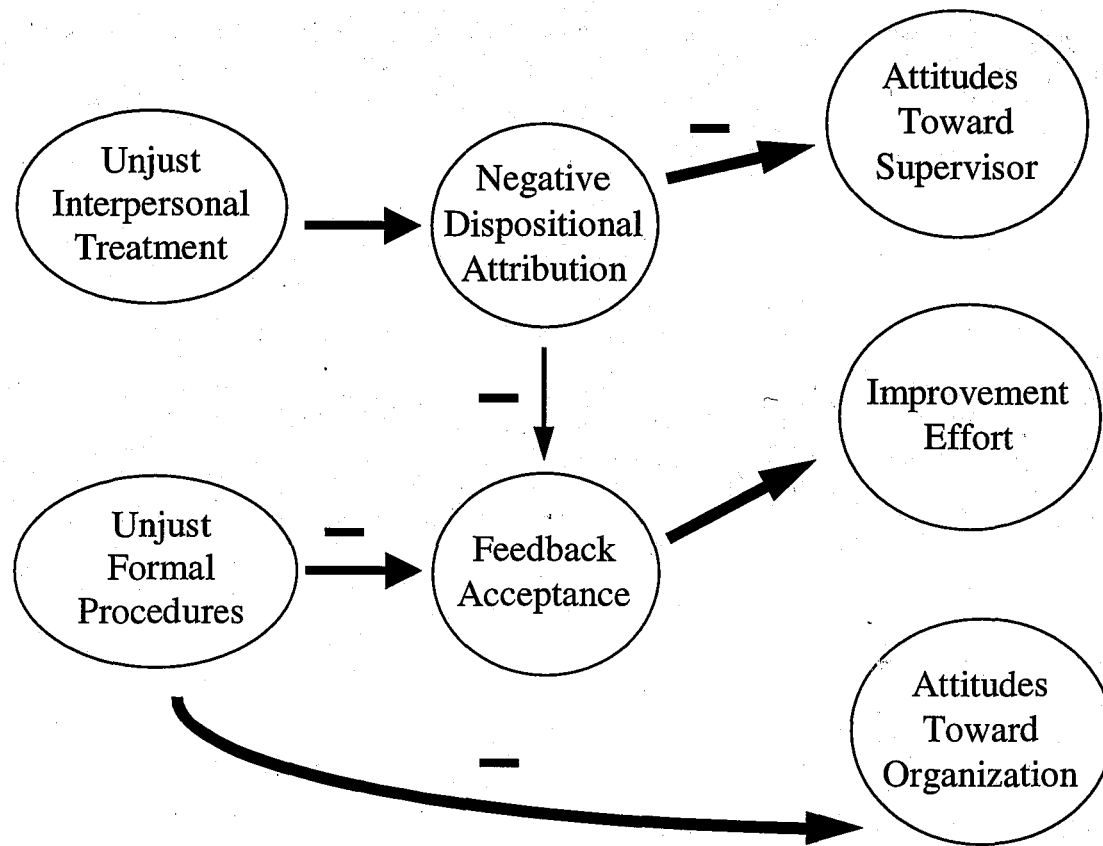 Unjust
Interpersonal
Treatment
Negative
Dispositional
Attribution
Attitudes
Toward
Supervisor
Improvement
Effort
Unjust
Formal
Procedures
Feedback
Acceptance
Attitudes
Toward
Organization